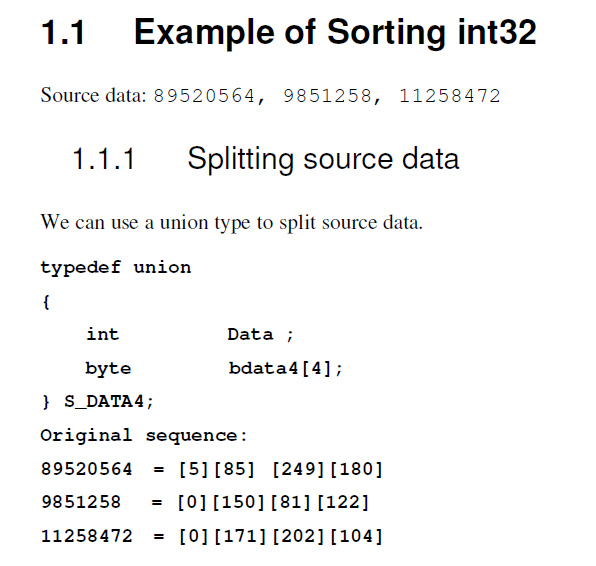 1.1 Example of Sorting int32
Source data: 89520564, 9851258, 11258472
1.1.1 Splitting source data
We can use a union type to split source data.
typedef union
{
int Data ;
byte bdata4[4];
} S_DATA4;
Original sequence:
89520564 = [5][85] [249][180]
9851258 = [0][150][81][122]
11258472 = [0][171][202][104]